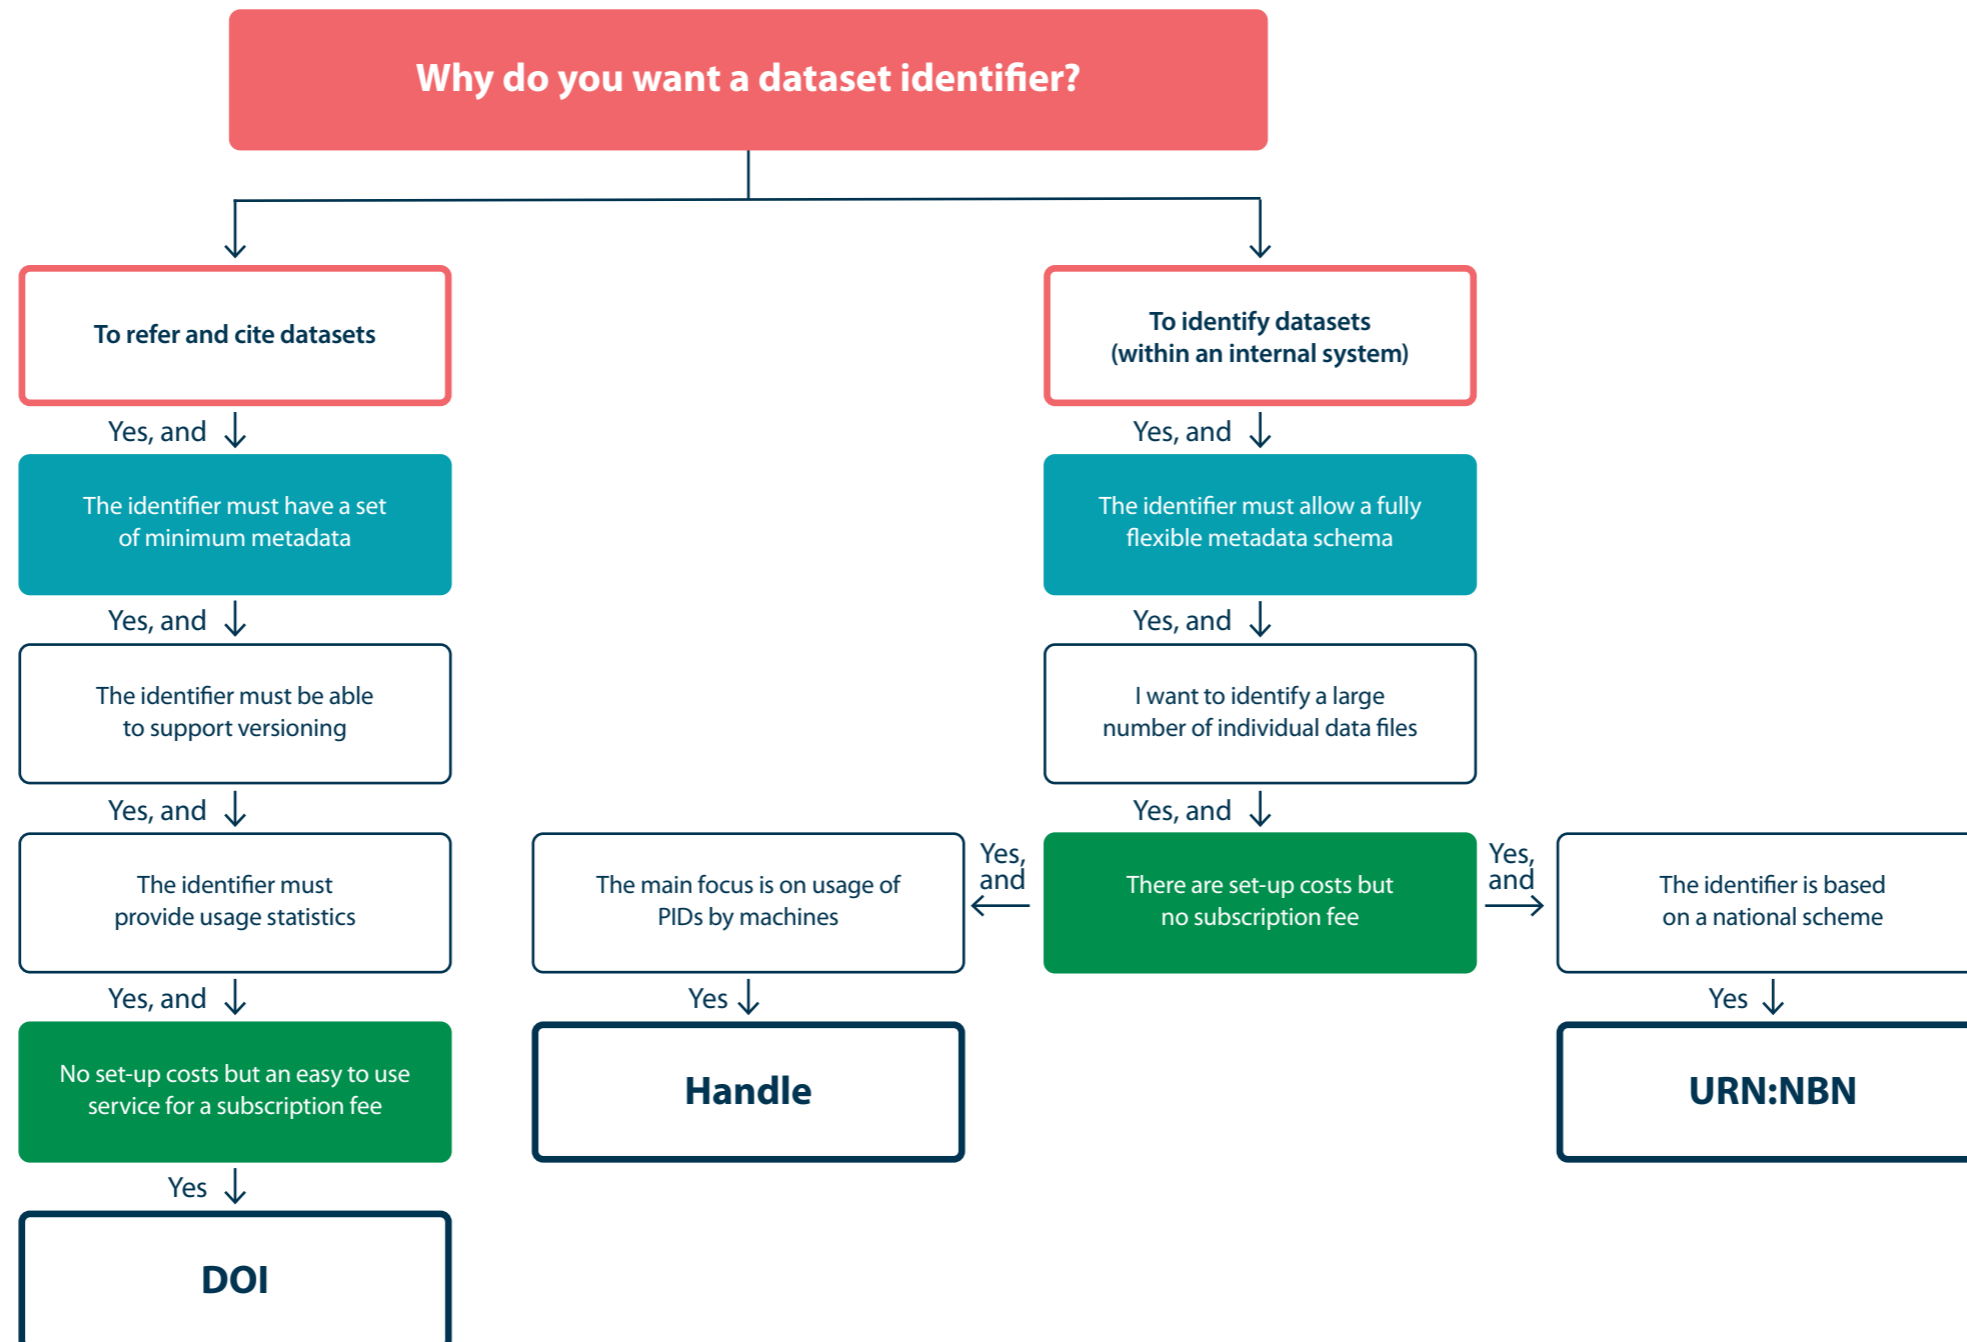 Why do you want a dataset identifier?
To refer and cite datasets
Yes, and
The identifier must have a set
of minimum metadata
Yes, and
The identifier must be able
to support versioning
Yes, and
The identifier must
provide usage statistics
Yes, and
No set-up costs but an easy to use
service for a subscription fee
Yes
DOI
To identify datasets
(within an internal system)
Yes, and
The identifier must allow a fully
flexible metadata schema
Yes, and
I want to identify a large
number of individual data files
Yes, and
There are set-up costs but
no subscription fee
Yes,
and
The main focus is on usage of
PIDs by machines
Yes
Handle
Yes,
and
The identifier is based
on a national scheme
Yes
URN:NBN